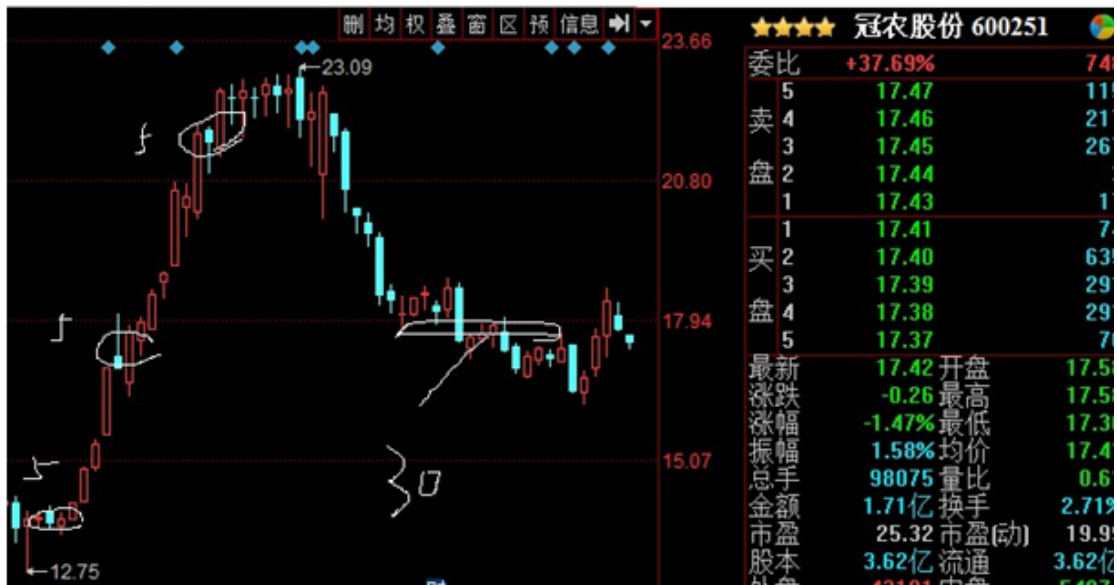 删 均 权 叠 窗 区 预 信息
冠农股份 600251
23.66
委比 +37.69%
←23.09
卖盘
5 17.47
4 17.46
3 17.45
2 17.44
1 17.43
20.80
买盘
1 17.41
2 17.40
3 17.39
4 17.38
5 17.37
17.94
最新 17.42 开盘
涨跌 -0.26 最高
涨幅 -1.47% 最低
振幅 1.58% 均价
15.07
总手 98075 量比
金额 1.71亿 换手 2.71%
市盈 25.32 市盈(动)
股本 3.62亿 流通 3.62亿
←12.75